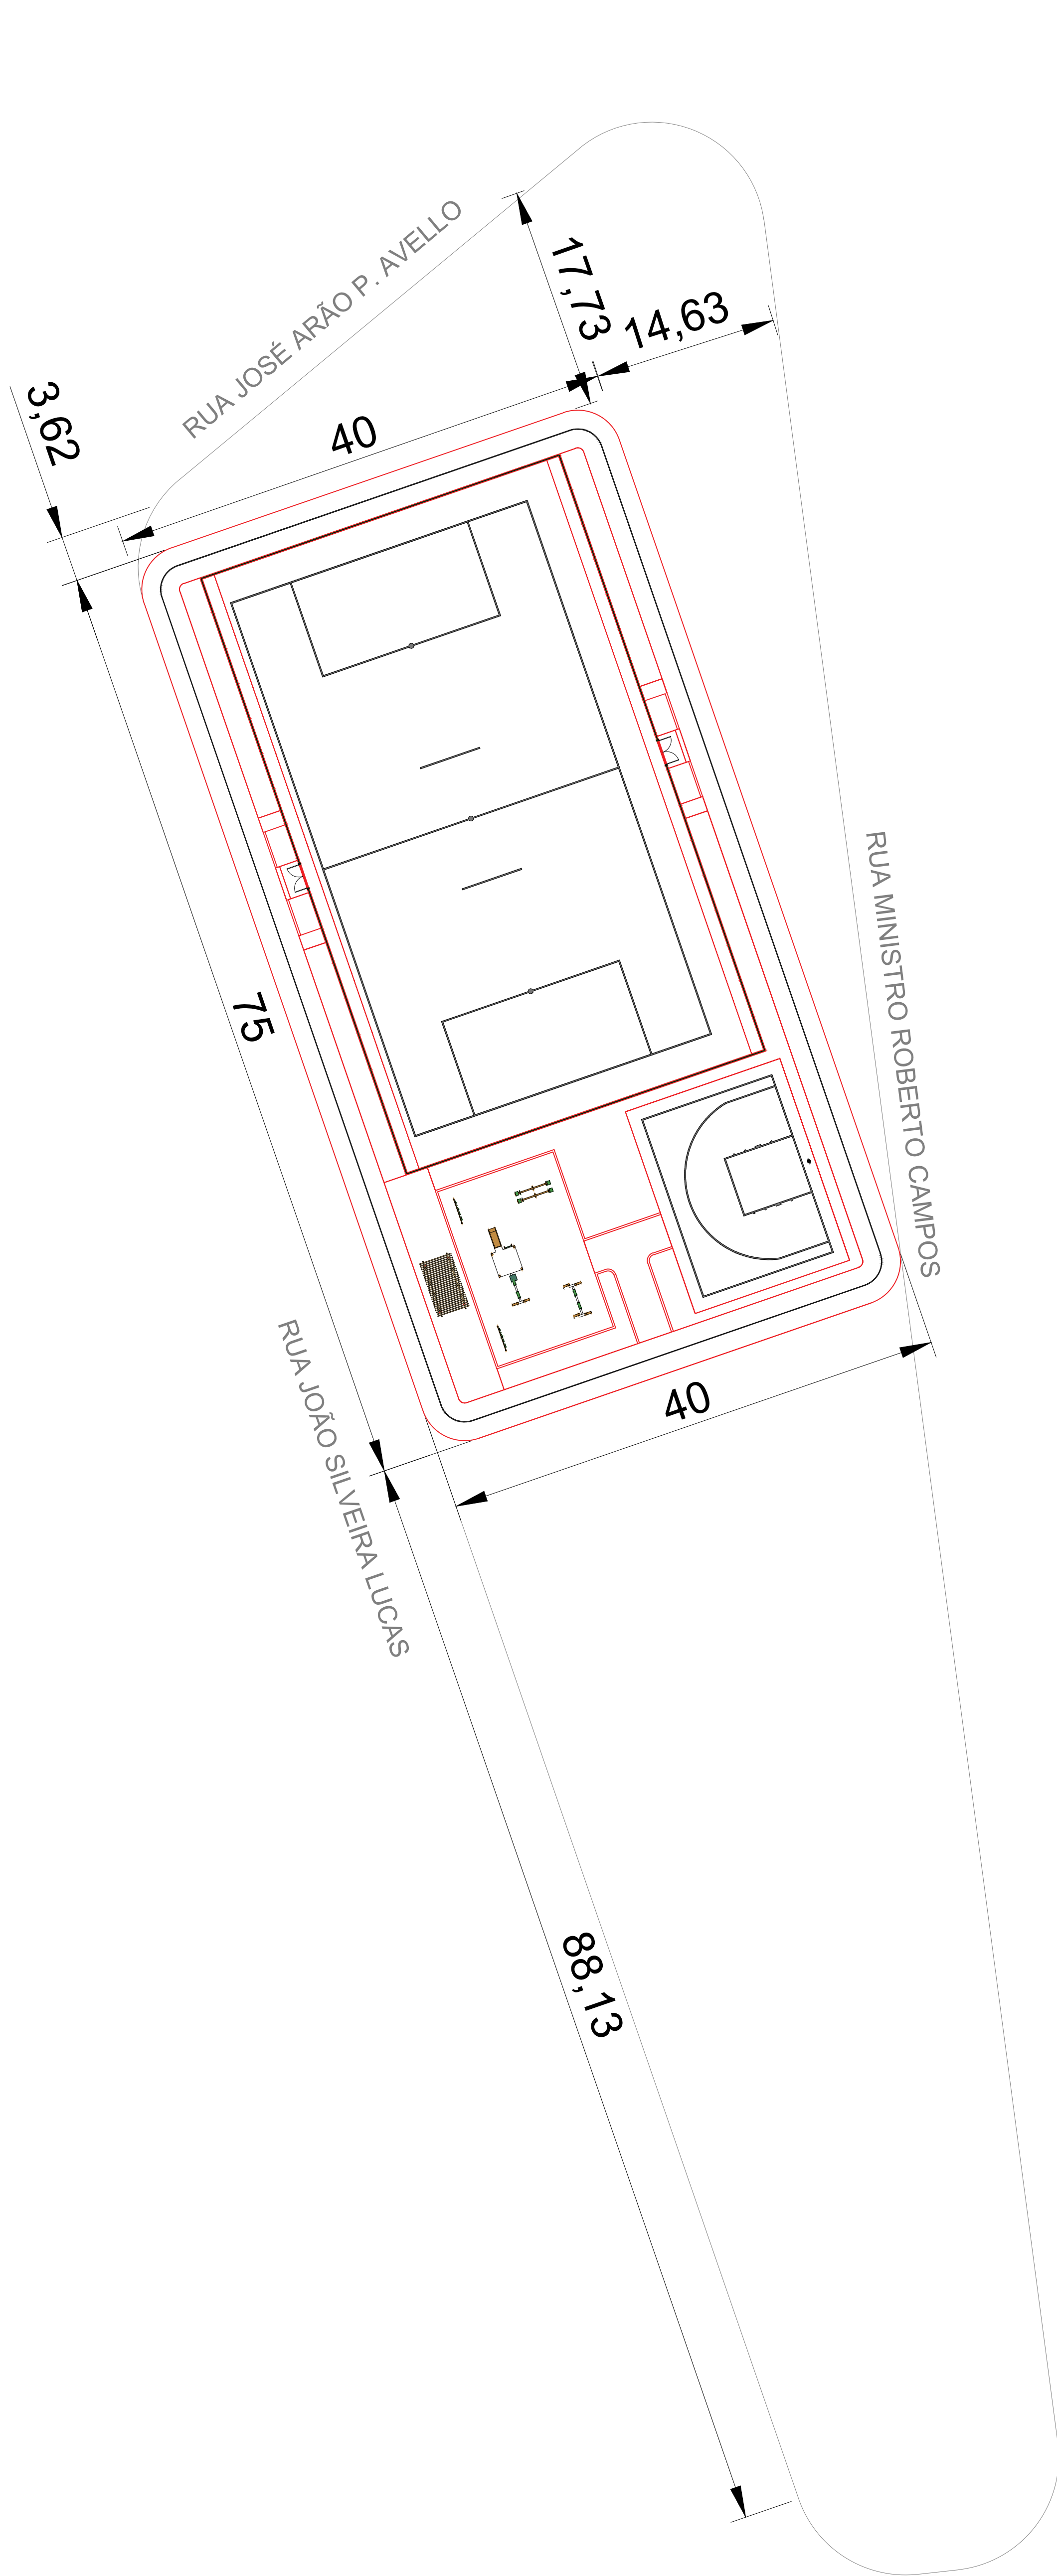 RUA JOSÉ ARÃO P. AVELLO
17,73
14,63
3,62
40
75
RUA MINISTRO ROBERTO CAMPOS
40
RUA JOÃO SILVEIRA LUCAS
88,13